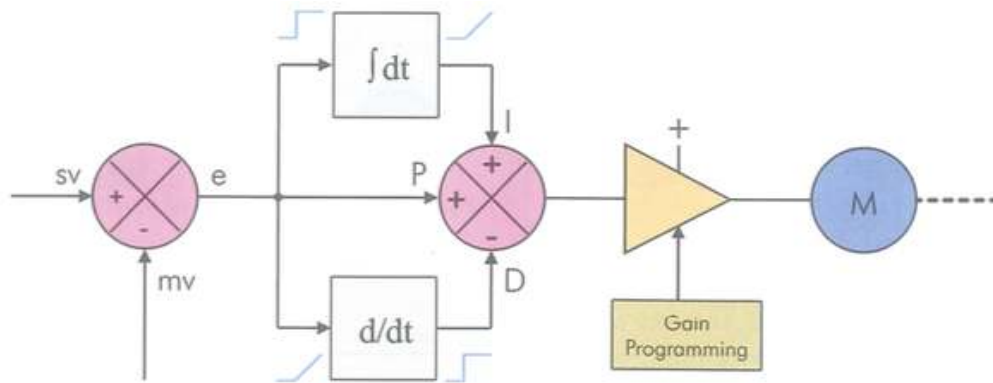 ∫ dt
I
sv
+
-
e
P
+
+
-
+
M
mv
D
d/dt
Gain
Programming